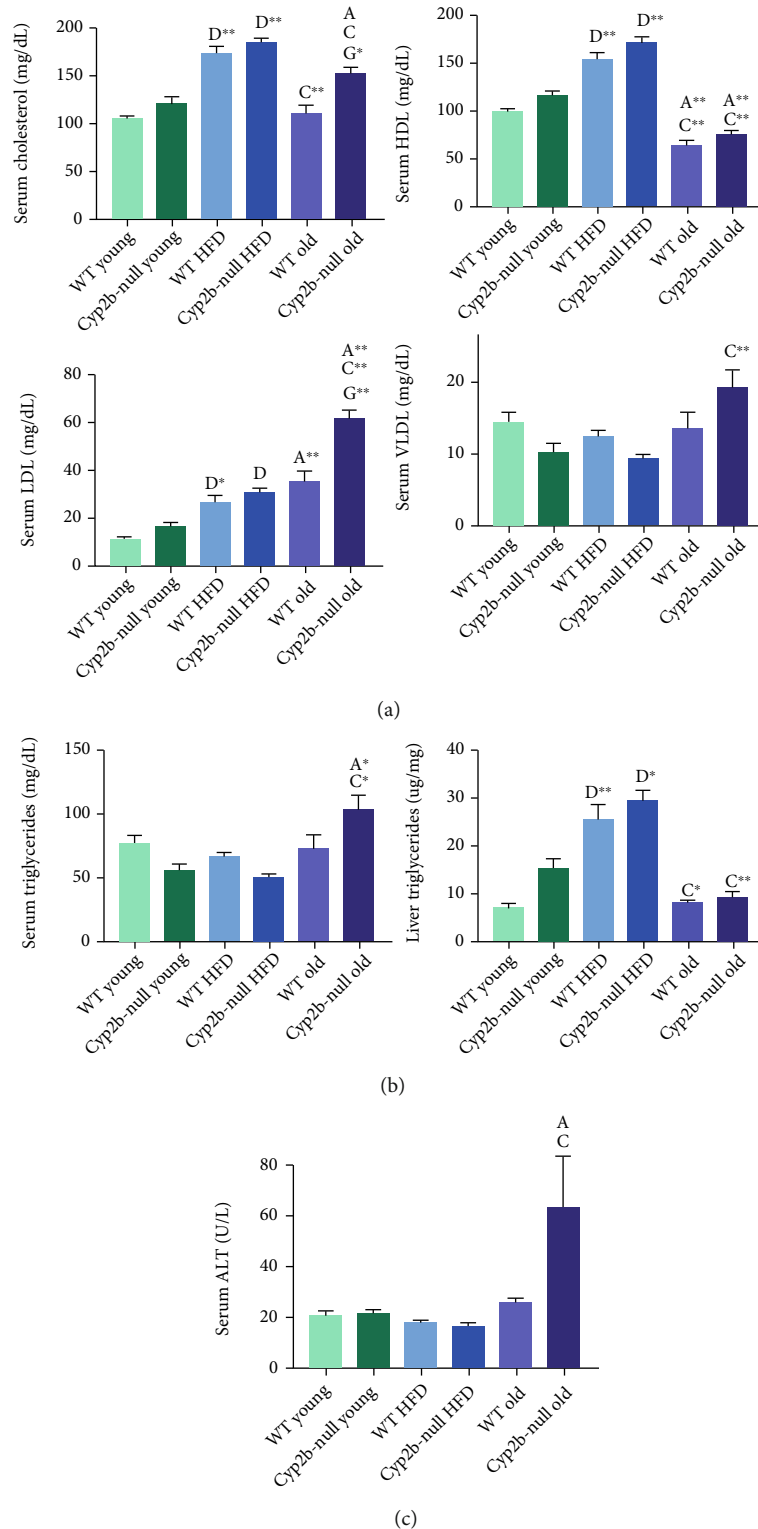 Serum cholesterol (mg/dL)
200
150
100
50
0
D**
D**
C**
A
C
G*
WT young
Cyp2b-null young
WT HFD
Cyp2b-null HFD
WT old
Cyp2b-null old
Serum HDL (mg/dL)
200
150
100
50
0
D**
D**
A**
C**
A**
C**
WT young
Cyp2b-null young
WT HFD
Cyp2b-null HFD
WT old
Cyp2b-null old
Serum LDL (mg/dL)
80
60
40
20
0
D*
D
A**
A**
C**
G**
WT young
Cyp2b-null young
WT HFD
Cyp2b-null HFD
WT old
Cyp2b-null old
Serum VLDL (mg/dL)
20
10
0
C**
WT young
Cyp2b-null young
WT HFD
Cyp2b-null HFD
WT old
Cyp2b-null old
(a)
Serum triglycerides (mg/dL)
150
100
50
0
A*
C*
WT young
Cyp2b-null young
WT HFD
Cyp2b-null HFD
WT old
Cyp2b-null old
Liver triglycerides (ug/mg)
40
30
20
10
0
D**
D*
C*
C**
WT young
Cyp2b-null young
WT HFD
Cyp2b-null HFD
WT old
Cyp2b-null old
(b)
Serum ALT (U/L)
80
60
40
20
0
A
C
WT young
Cyp2b-null young
WT HFD
Cyp2b-null HFD
WT old
Cyp2b-null old
(c)